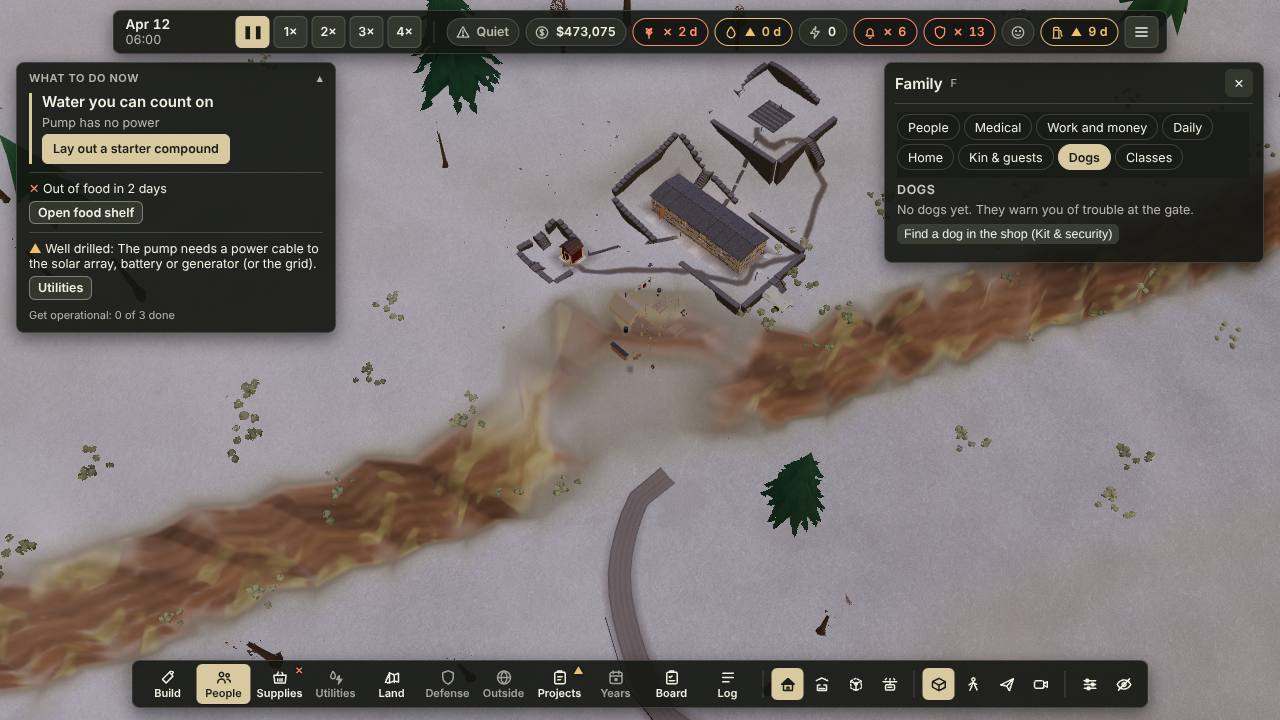 Apr 12
06:00
1×
2×
3×
4×
Quiet
$473,075
× 2 d
0 d
0
× 6
× 13
9 d
WHAT TO DO NOW
Water you can count on
Pump has no power
Lay out a starter compound
× Out of food in 2 days
Open food shelf
Well drilled: The pump needs a power cable to
the solar array, battery or generator (or the grid).
Utilities
Get operational: 0 of 3 done
Family F
People
Medical
Work and money
Daily
Home
Kin & guests
Dogs
Classes
DOGS
No dogs yet. They warn you of trouble at the gate.
Find a dog in the shop (Kit & security)
Build
People
Supplies
Utilities
Land
Defense
Outside
Projects
Years
Board
Log